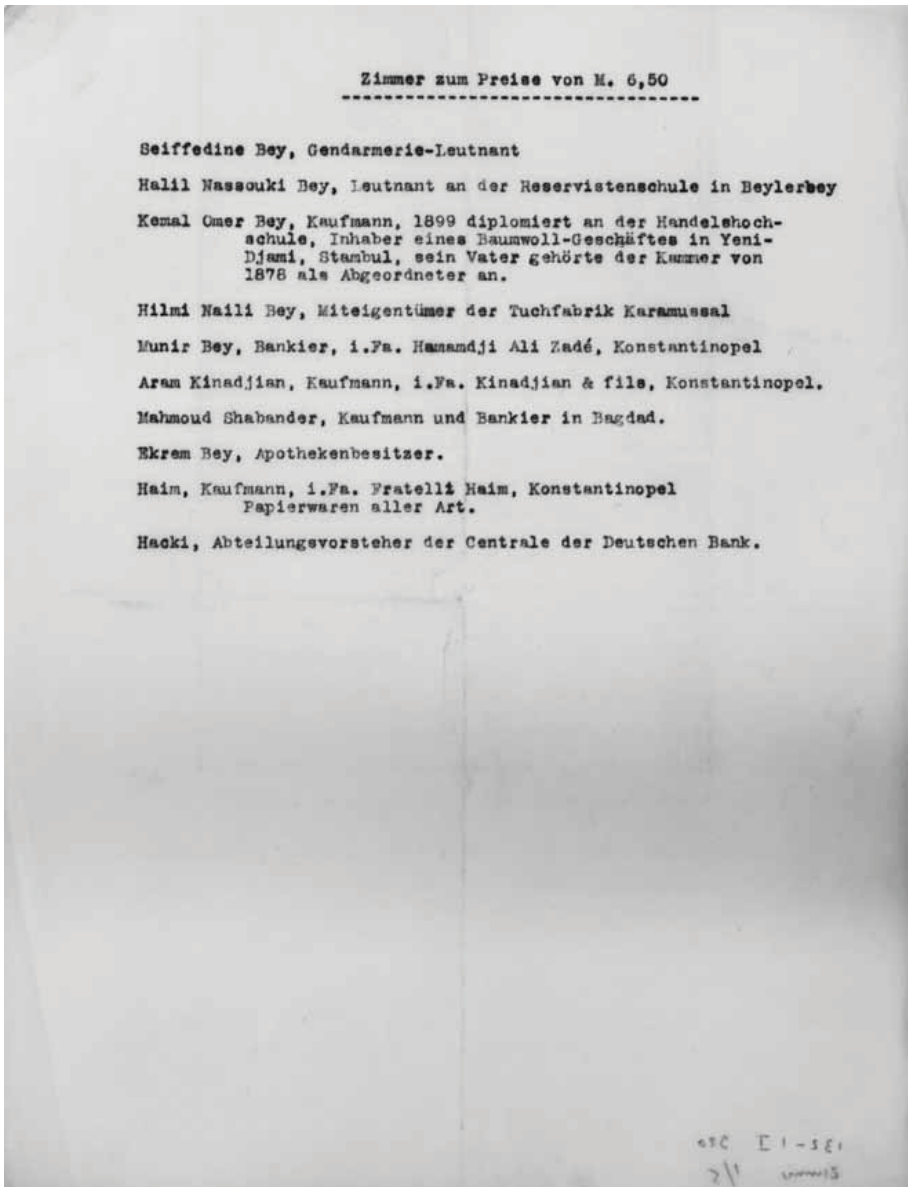 Zimmer zum Preise von M. 6,50
Seiffedine Bey, Gendarmerie-Leutnant
Halil Nassouki Bey, Leutnant an der Reservistenschule in Beylerbey
Kemal Omer Bey, Kaufmann, 1899 diplomiert an der Handelshoch-
schule, Inhaber eines Baumwoll-Geschäftes in Yeni-
Djami, Stambul, sein Vater gehörte der Kammer von
1878 als Abgeordneter an.
Hilmi Naili Bey, Miteigentümer der Tuchfabrik Karamussal
Munir Bey, Bankier, i.Fa. Hamamdji Ali Zadé, Konstantinopel
Aram Kinadjian, Kaufmann, i.Fa. Kinadjian & fils, Konstantinopel.
Mahmoud Shabander, Kaufmann und Bankier in Bagdad.
Ekrem Bey, Apothekenbesitzer.
Haim, Kaufmann, i.Fa. Fratelli Haim, Konstantinopel
Papierwaren aller Art.
Hacki, Abteilungsvorsteher der Centrale der Deutschen Bank.